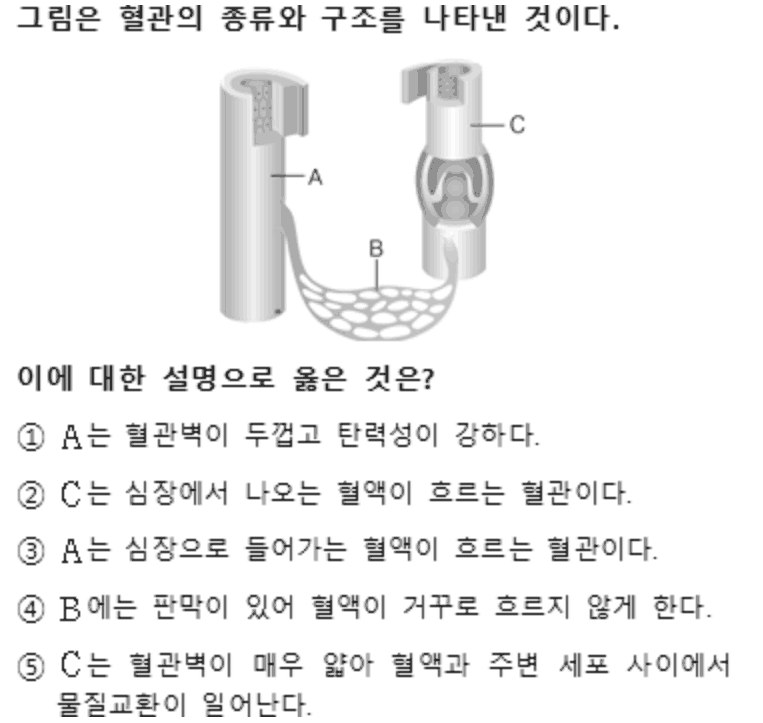 그림은 혈관의 종류와 구조를 나타낸 것이다.
A
C
B
이에 대한 설명으로 옳은 것은?
① A는 혈관벽이 두껍고 탄력성이 강하다.
② C는 심장에서 나오는 혈액이 흐르는 혈관이다.
③ A는 심장으로 들어가는 혈액이 흐르는 혈관이다.
④ B에는 판막이 있어 혈액이 거꾸로 흐르지 않게 한다.
⑤ C는 혈관벽이 매우 얇아 혈액과 주변 세포 사이에서
물질교환이 일어난다.